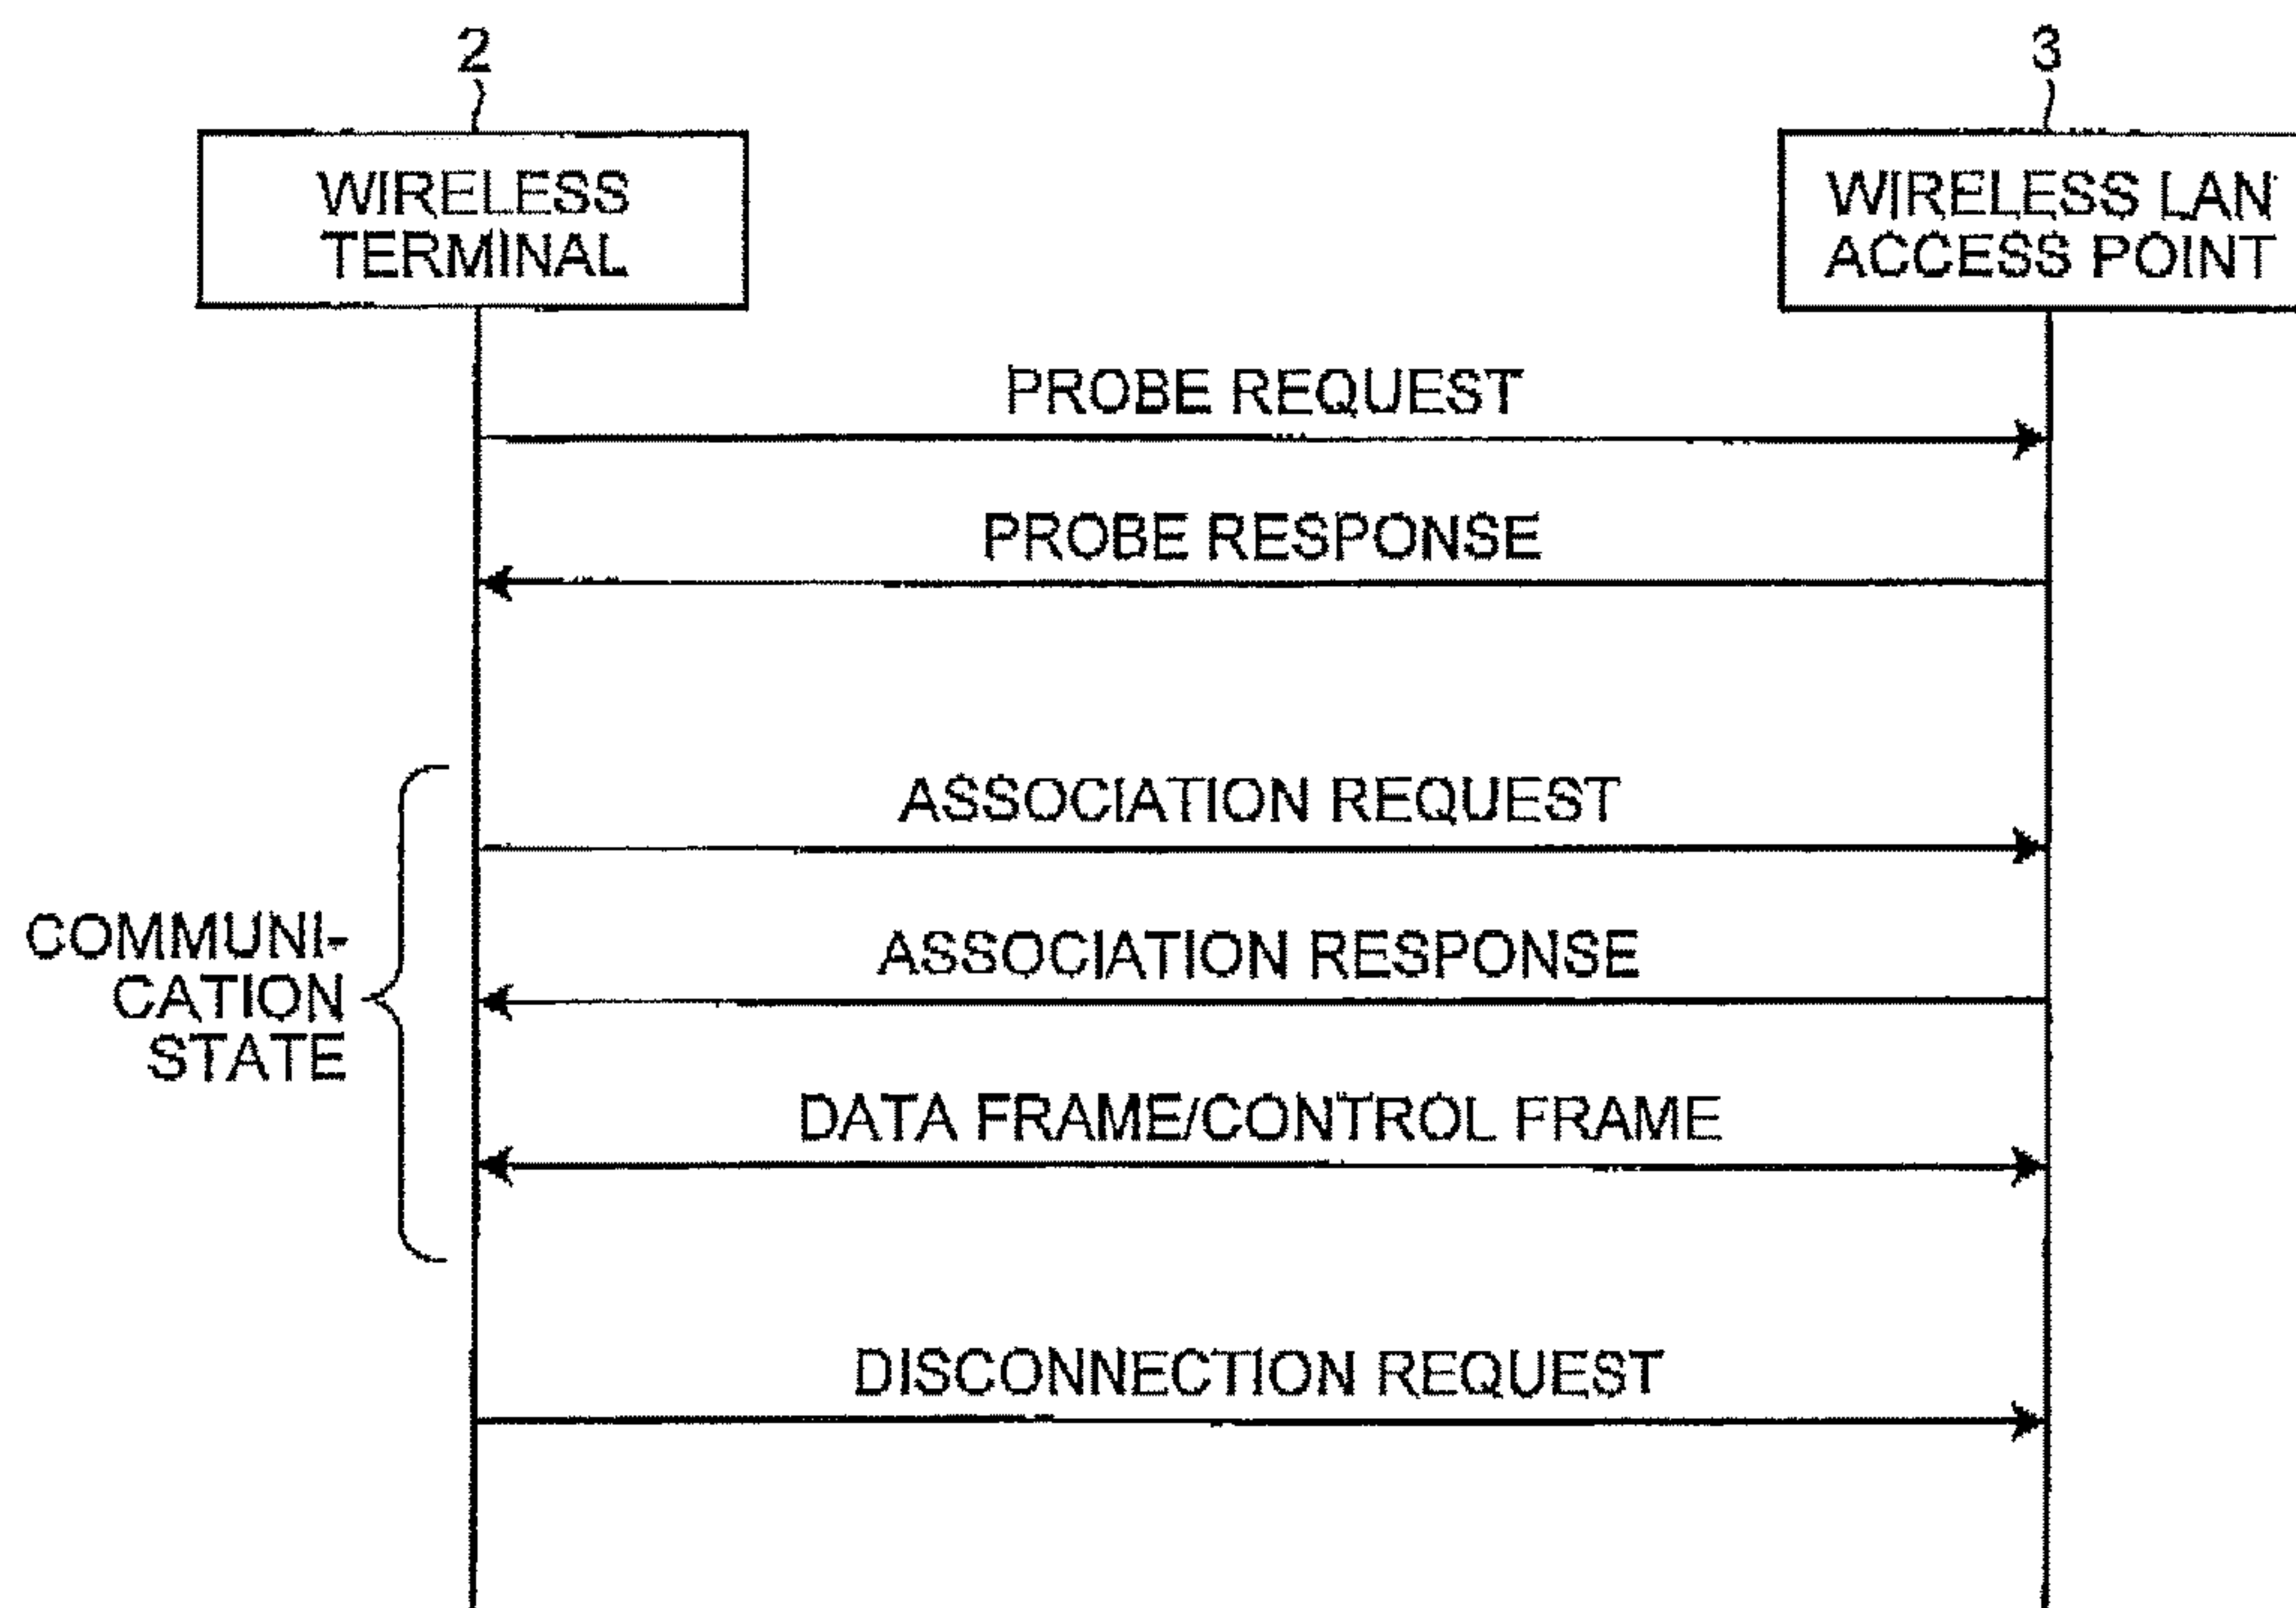 2
3
WIRELESS
TERMINAL
WIRELESS LAN
ACCESS POINT
PROBE REQUEST
PROBE RESPONSE
ASSOCIATION REQUEST
COMMUNI-
CATION
STATE
ASSOCIATION RESPONSE
DATA FRAME/CONTROL FRAME
DISCONNECTION REQUEST